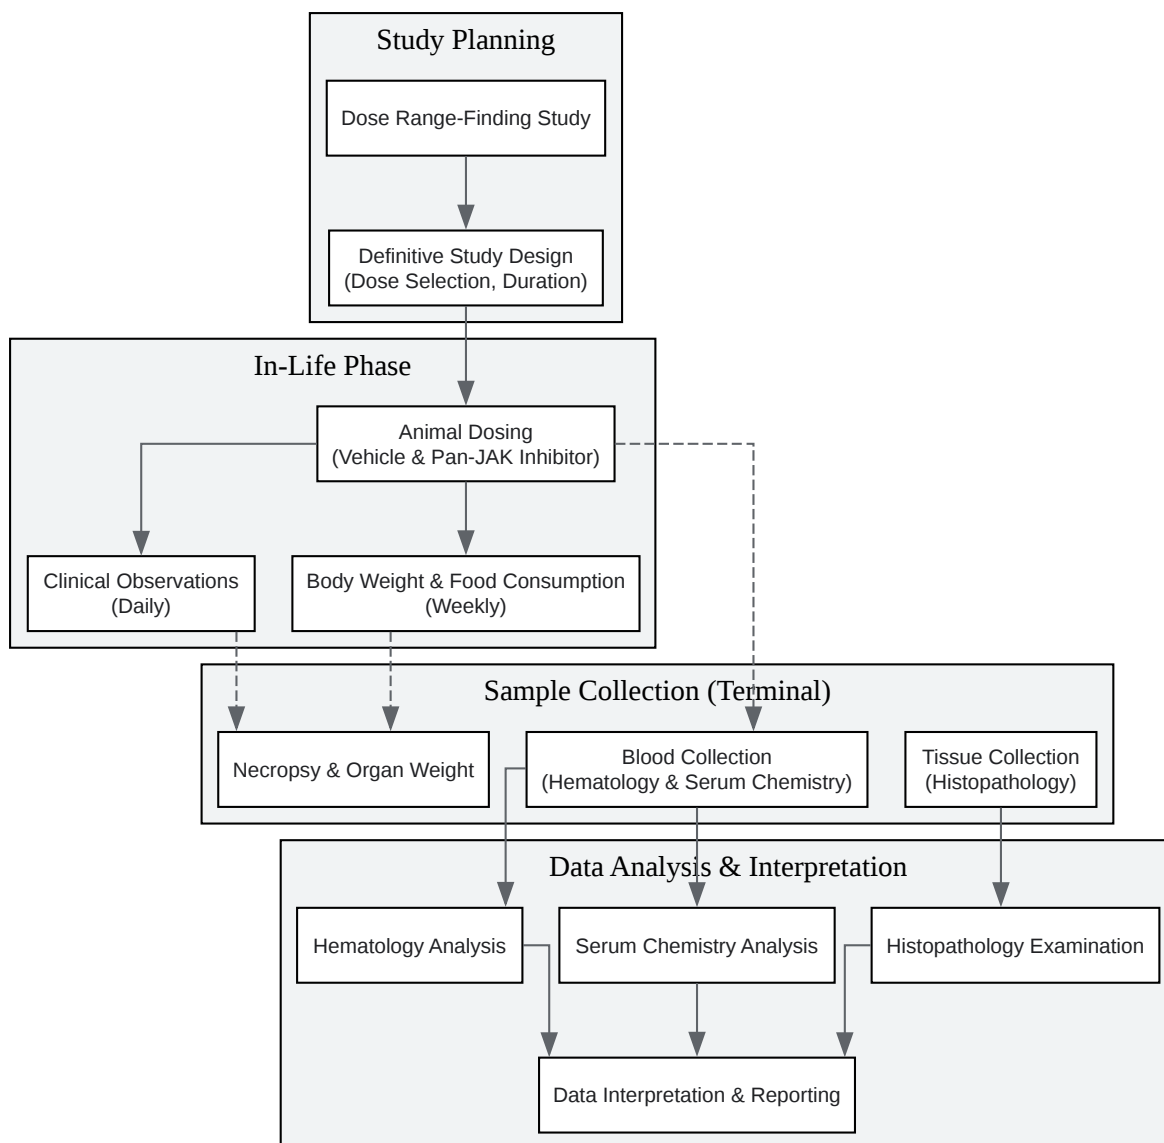 Study Planning
Dose Range-Finding Study
Definitive Study Design
(Dose Selection, Duration)
In-Life Phase
Animal Dosing
(Vehicle & Pan-JAK Inhibitor)
Clinical Observations
(Daily)
Body Weight & Food Consumption
(Weekly)
Sample Collection (Terminal)
Necropsy & Organ Weight
Blood Collection
(Hematology & Serum Chemistry)
Tissue Collection
(Histopathology)
Data Analysis & Interpretation
Hematology Analysis
Serum Chemistry Analysis
Histopathology Examination
Data Interpretation & Reporting